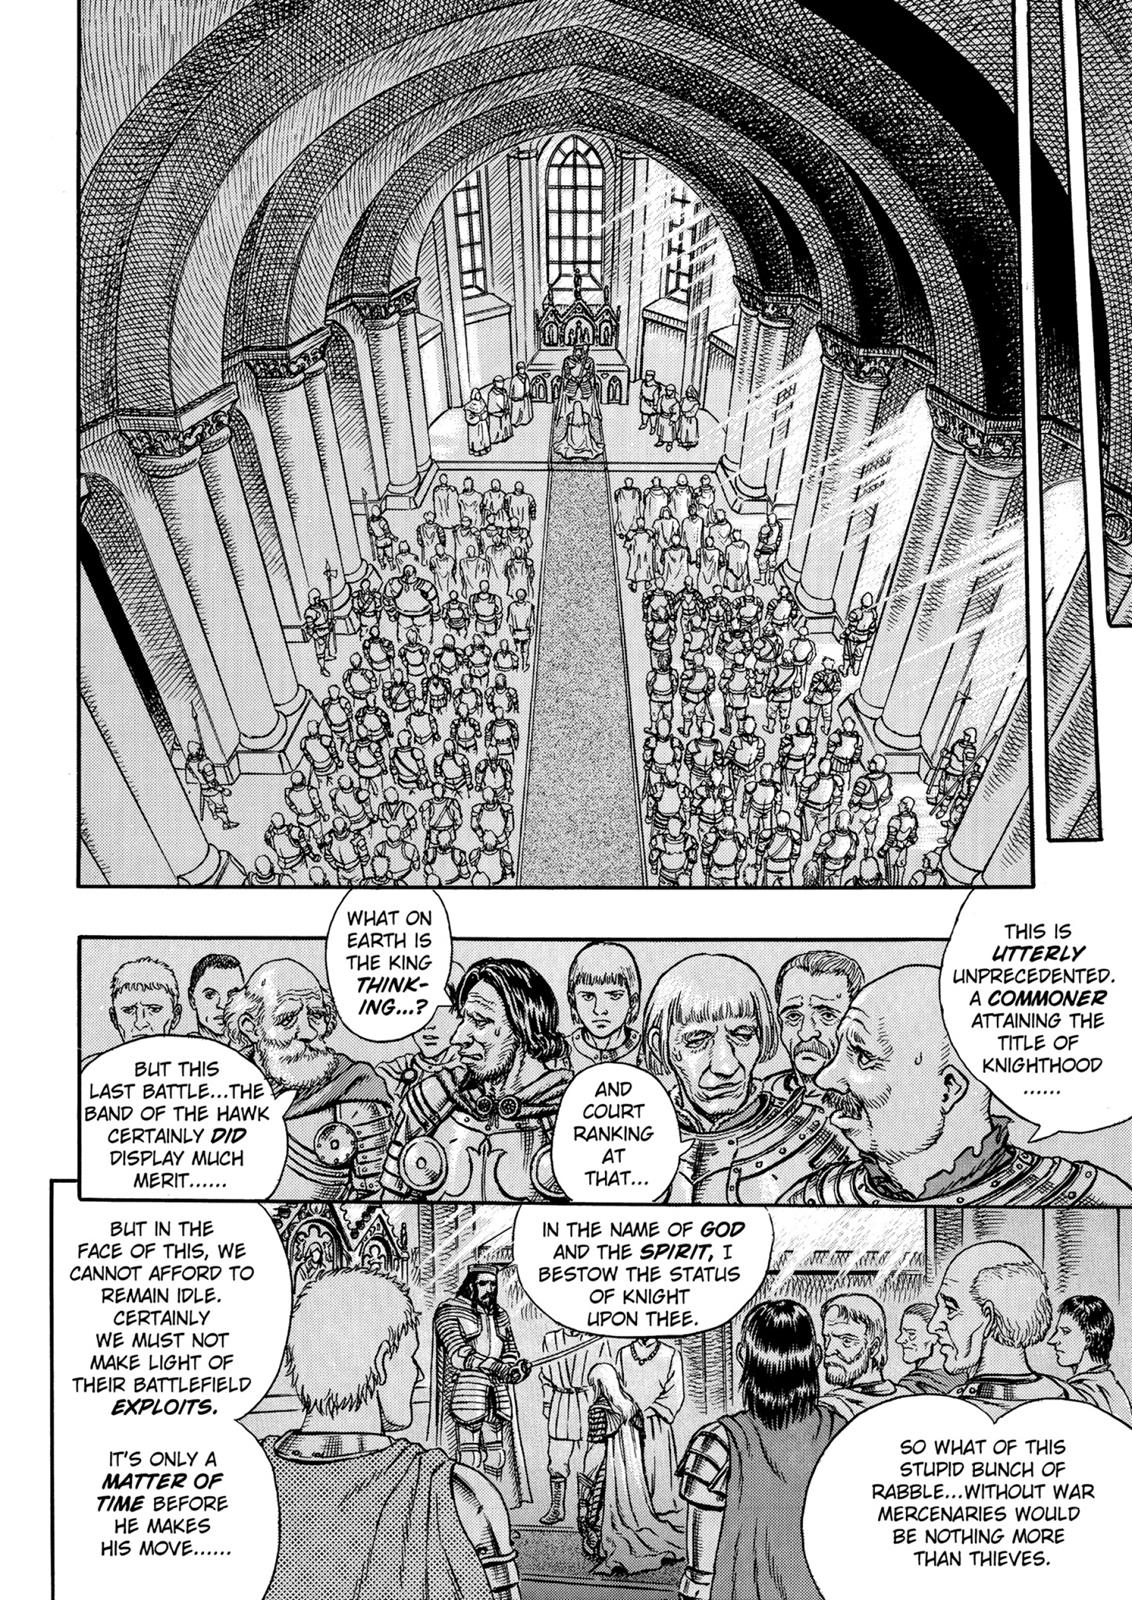 THIS IS
UTTERLY
UNPRECEDENTED.
A COMMONER
ATTAINING THE
TITLE OF
KNIGHTHOOD
......
AND
COURT
RANKING
AT
THAT...
WHAT ON
EARTH IS
THE KING
THINK-
ING...?
BUT THIS
LAST BATTLE...THE
BAND OF THE HAWK
CERTAINLY DID
DISPLAY MUCH
MERIT......
SO WHAT OF THIS
STUPID BUNCH OF
RABBLE...WITHOUT WAR
MERCENARIES WOULD
BE NOTHING MORE
THAN THIEVES.
IN THE NAME OF GOD
AND THE SPIRIT, I
BESTOW THE STATUS
OF KNIGHT
UPON THEE.
BUT IN THE
FACE OF THIS, WE
CANNOT AFFORD TO
REMAIN IDLE.
CERTAINLY
WE MUST NOT
MAKE LIGHT OF
THEIR BATTLEFIELD
EXPLOITS.
IT'S ONLY A
MATTER OF
TIME BEFORE
HE MAKES
HIS MOVE......